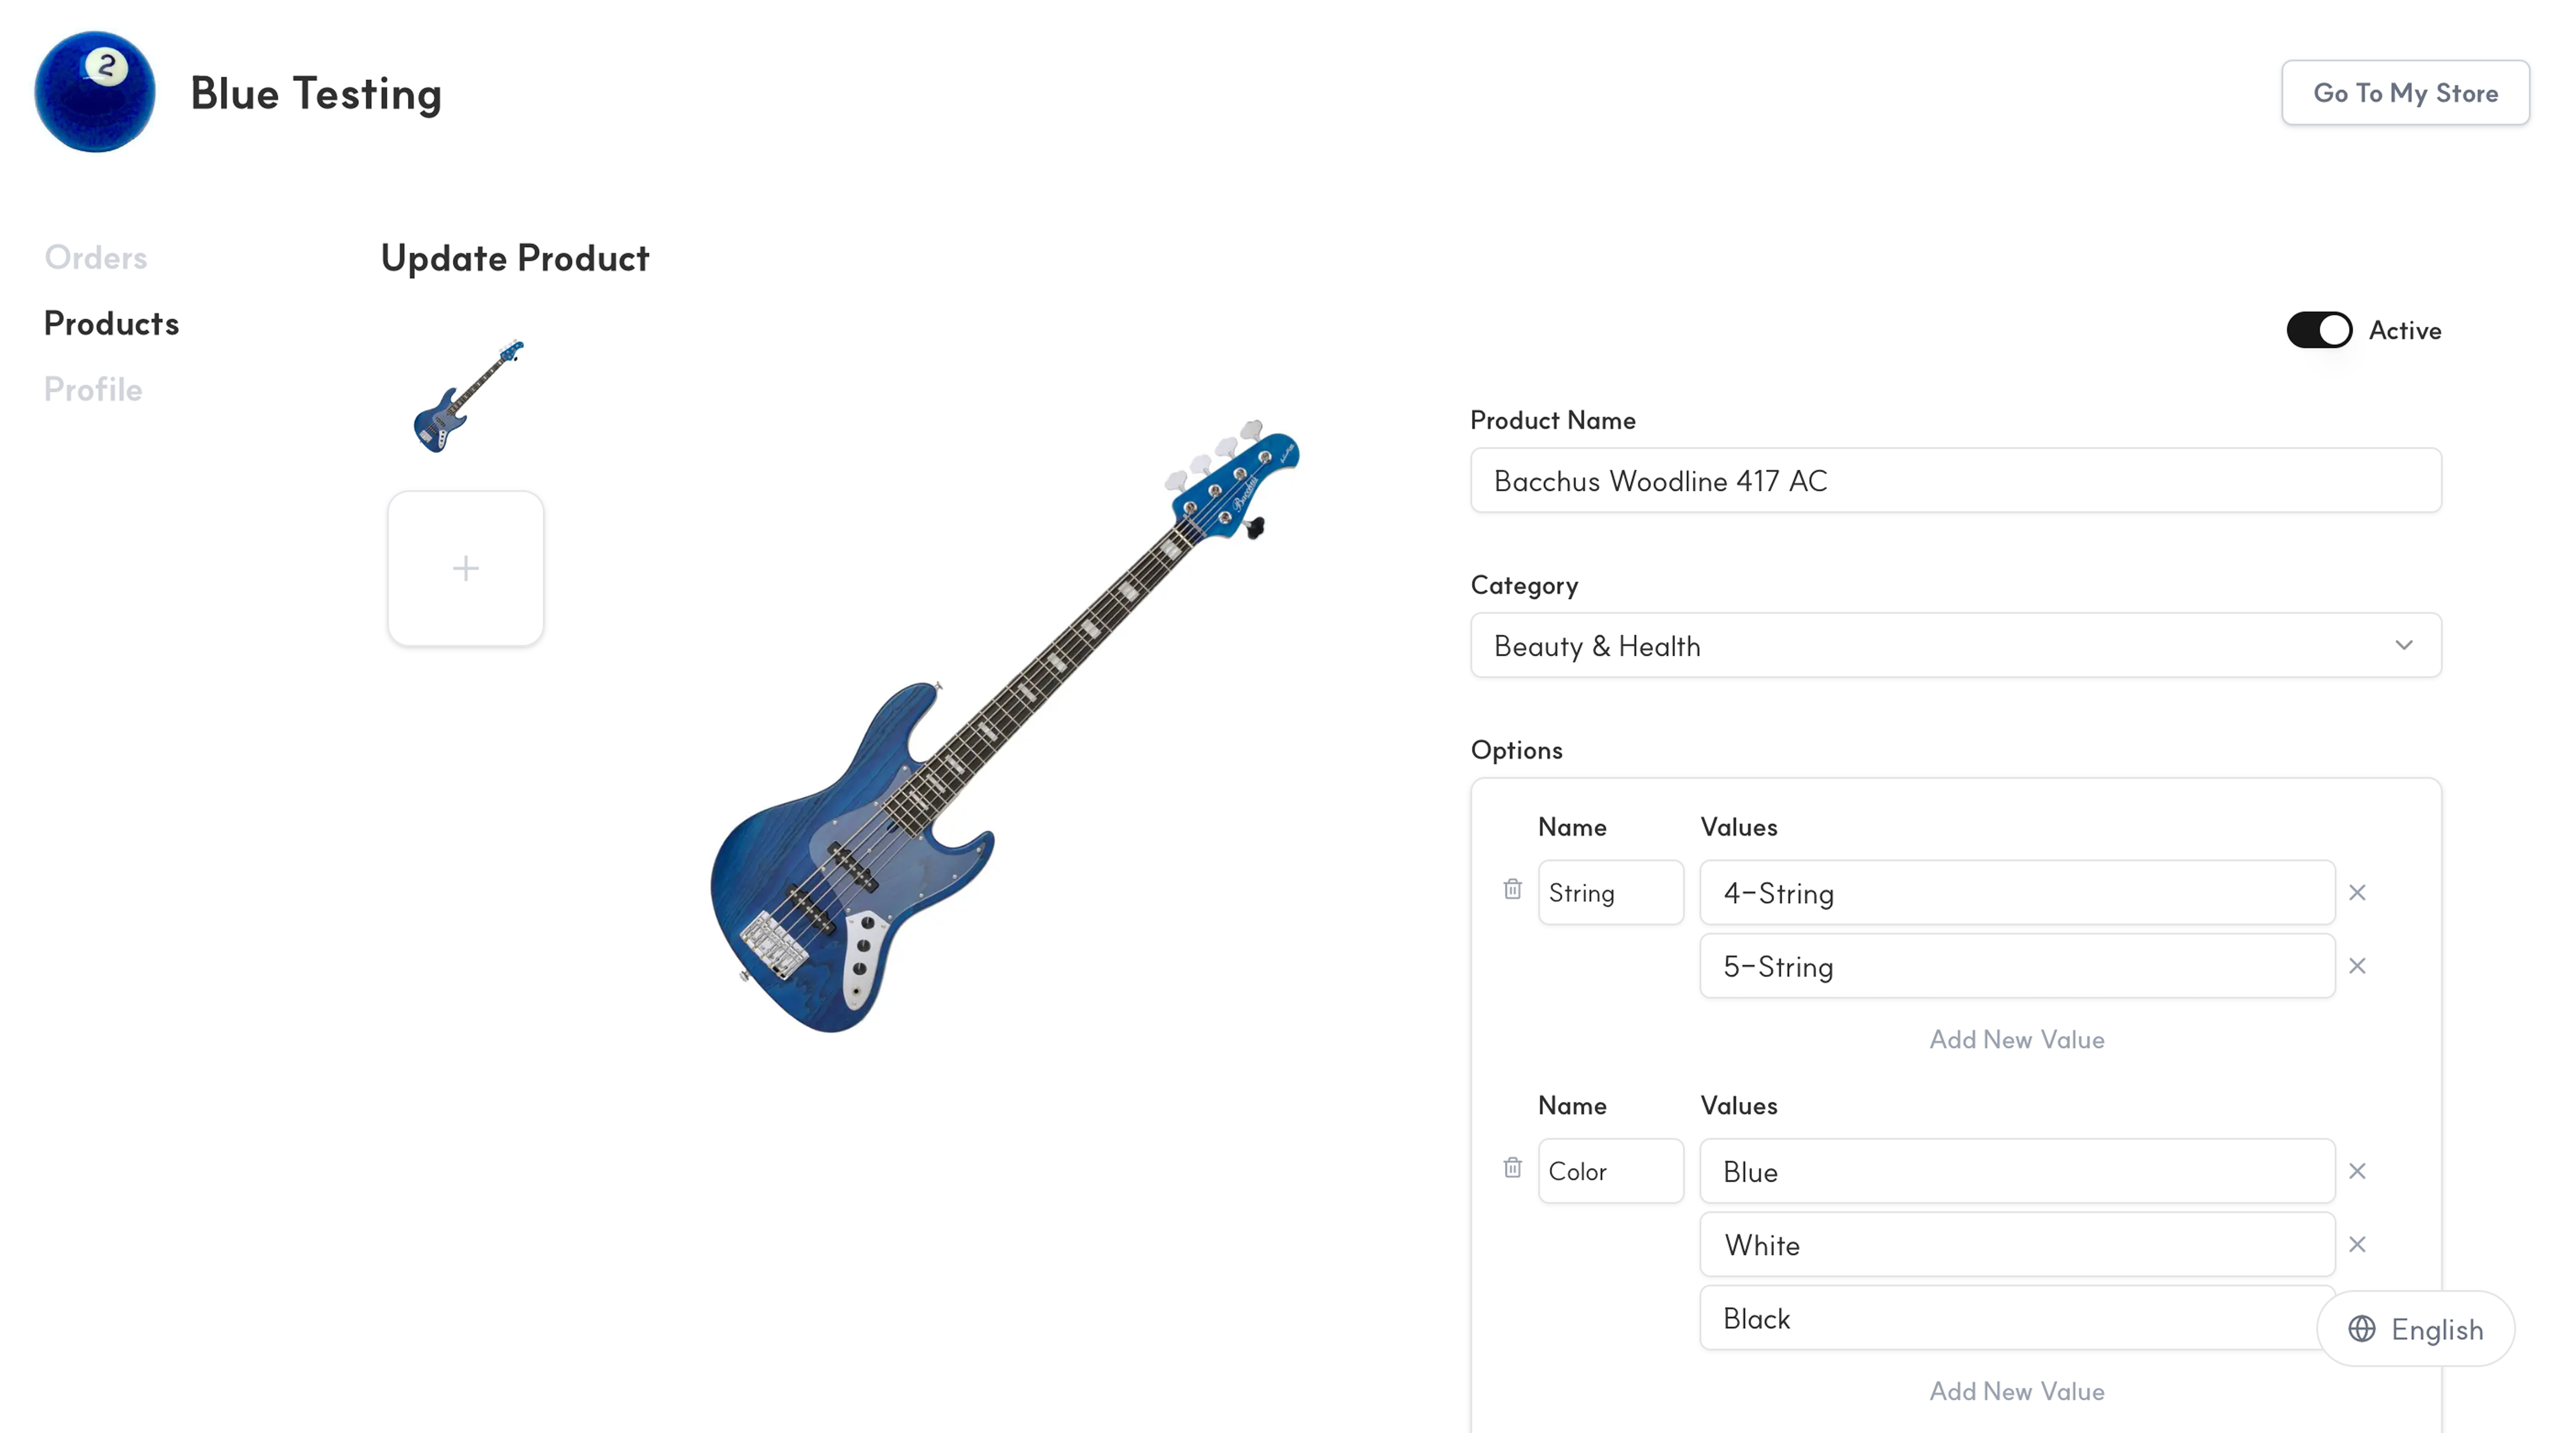 2
Blue Testing
Go To My Store
Orders
Products
Profile
Update Product
Active
Product Name
Bacchus Woodline 417 AC
Category
Beauty & Health
Options
Name Values
String 4-String
5-String
Add New Value
Name Values
Color Blue
White
Black
English
Add New Value
Bacchus